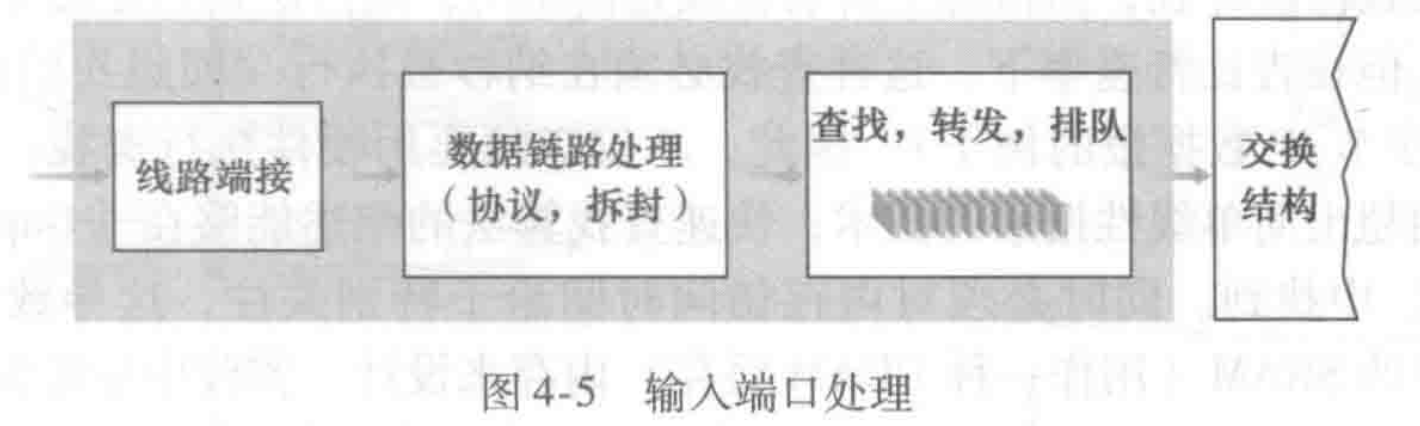 线路端接
数据链路处理
（协议，拆封）
查找，转发，排队
交换
结构
图4-5 输入端口处理